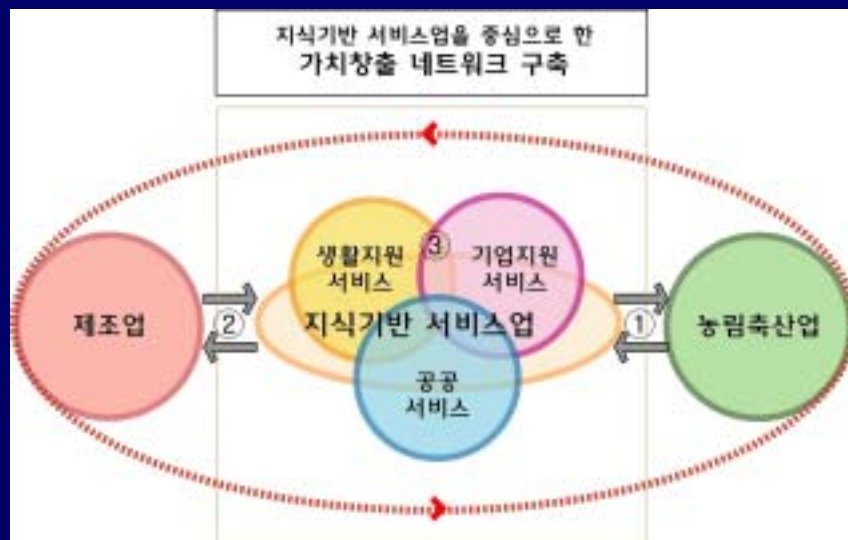 지식기반 서비스업을 중심으로 한
가치창출 네트워크 구축
생활지원
서비스
③
기업지원
서비스
제조업
②
지식기반 서비스업
①
농림축산업
공공
서비스